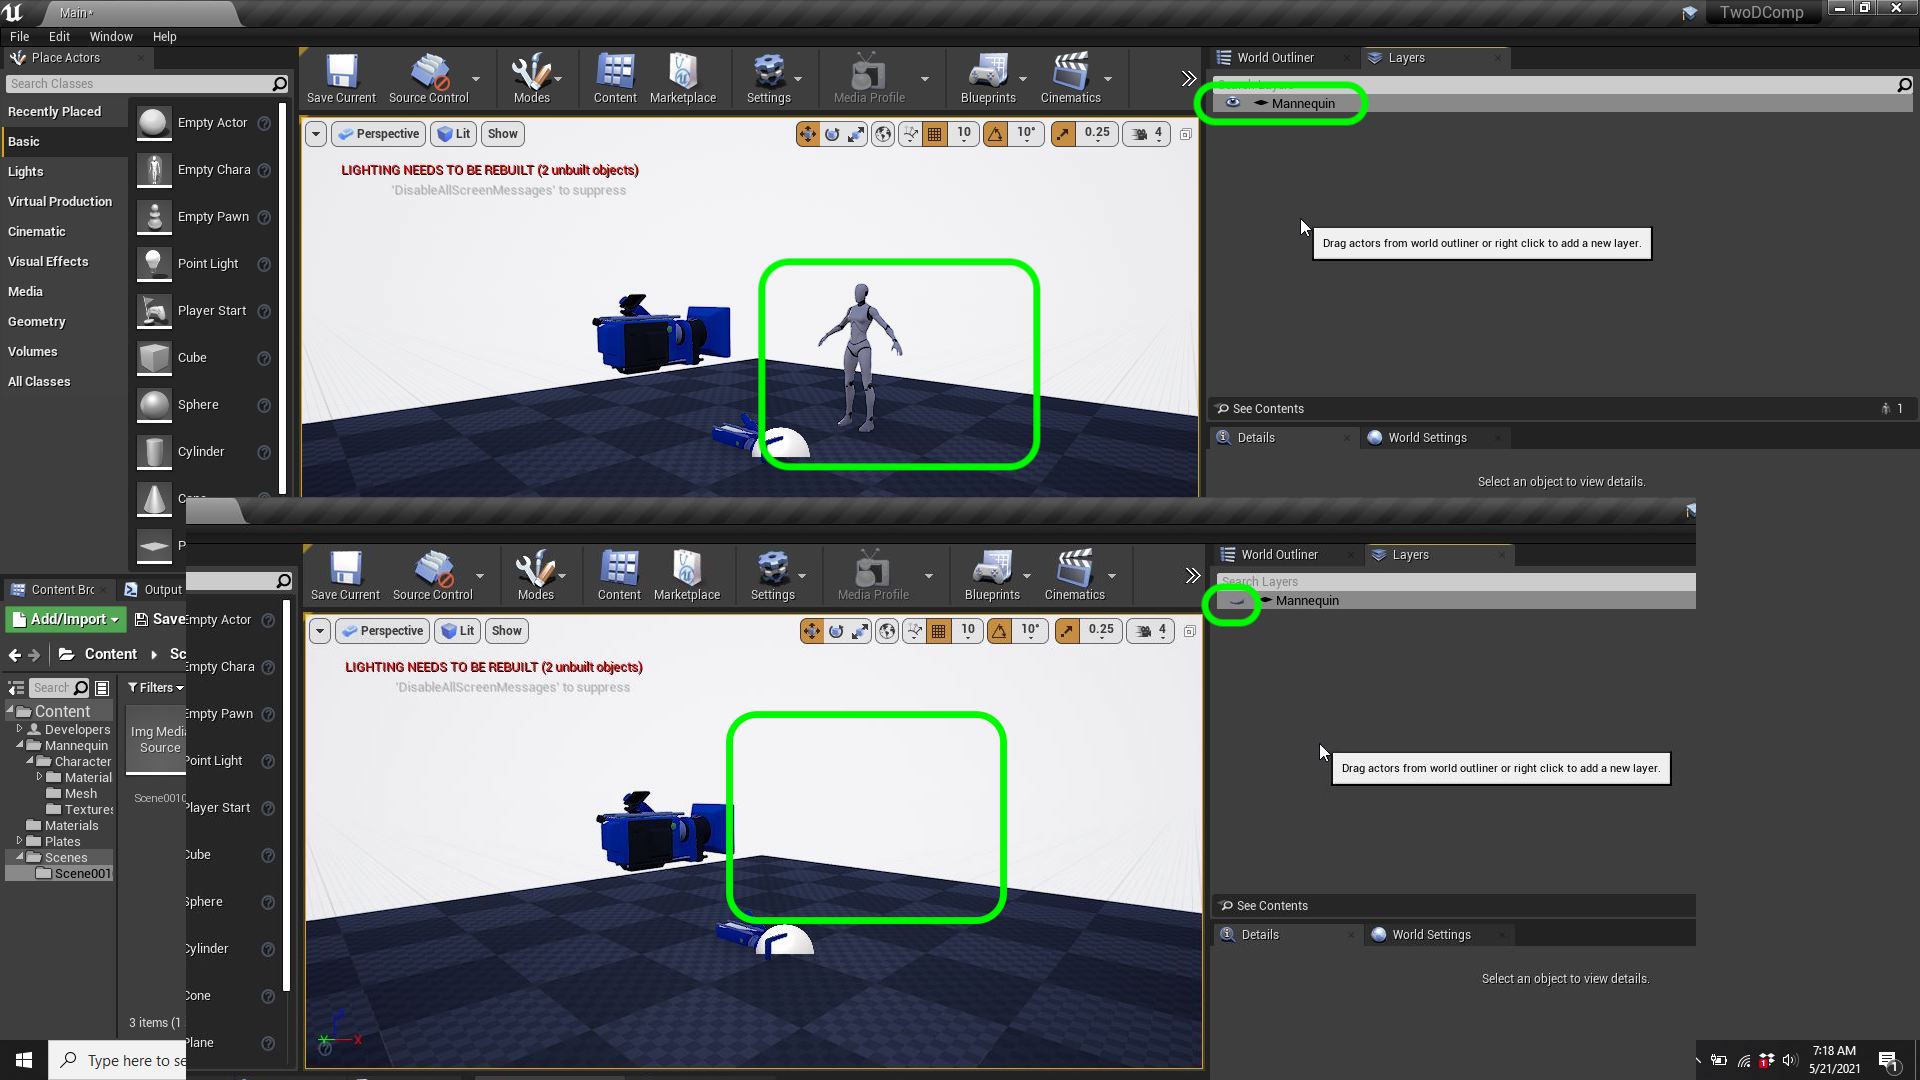 Main*
TwoDComp
File Edit Window Help
Place Actors
World Outliner
Layers
Search Classes
Recently Placed
Basic
Lights
Virtual Production
Cinematic
Visual Effects
Media
Geometry
Volumes
All Classes
Empty Actor
Empty Chara
Empty Pawn
Point Light
Player Start
Cube
Sphere
Cylinder
Save Current
Source Control
Modes
Content
Marketplace
Settings
Media Profile
Blueprints
Cinematics
Perspective
Lit
Show
10
10°
0.25
4
LIGHTING NEEDS TO BE REBUILT (2 unbuilt objects)
'DisableAllScreenMessages' to suppress
Mannequin
Drag actors from world outliner or right click to add a new layer.
See Contents
1
Details
World Settings
Select an object to view details.
Save Current
Source Control
Modes
Content
Marketplace
Settings
Media Profile
Blueprints
Cinematics
World Outliner
Layers
Search Layers
Mannequin
Perspective
Lit
Show
10
10°
0.25
4
LIGHTING NEEDS TO BE REBUILT (2 unbuilt objects)
'DisableAllScreenMessages' to suppress
Drag actors from world outliner or right click to add a new layer.
See Contents
Details
World Settings
Select an object to view details.
Content Brc
Output
Add/Import
Save
Content
Sc
Search
Filters
Content
Developers
Mannequin
Character
Material
Mesh
Textures
Materials
Plates
Scenes
Scene001
Img Media
Source
Scene0010
3 items (1
Empty Actor
Empty Chara
Empty Pawn
Point Light
Player Start
Cube
Sphere
Cylinder
Cone
Plane
X
Type here to se
7:18 AM
5/21/2021
1